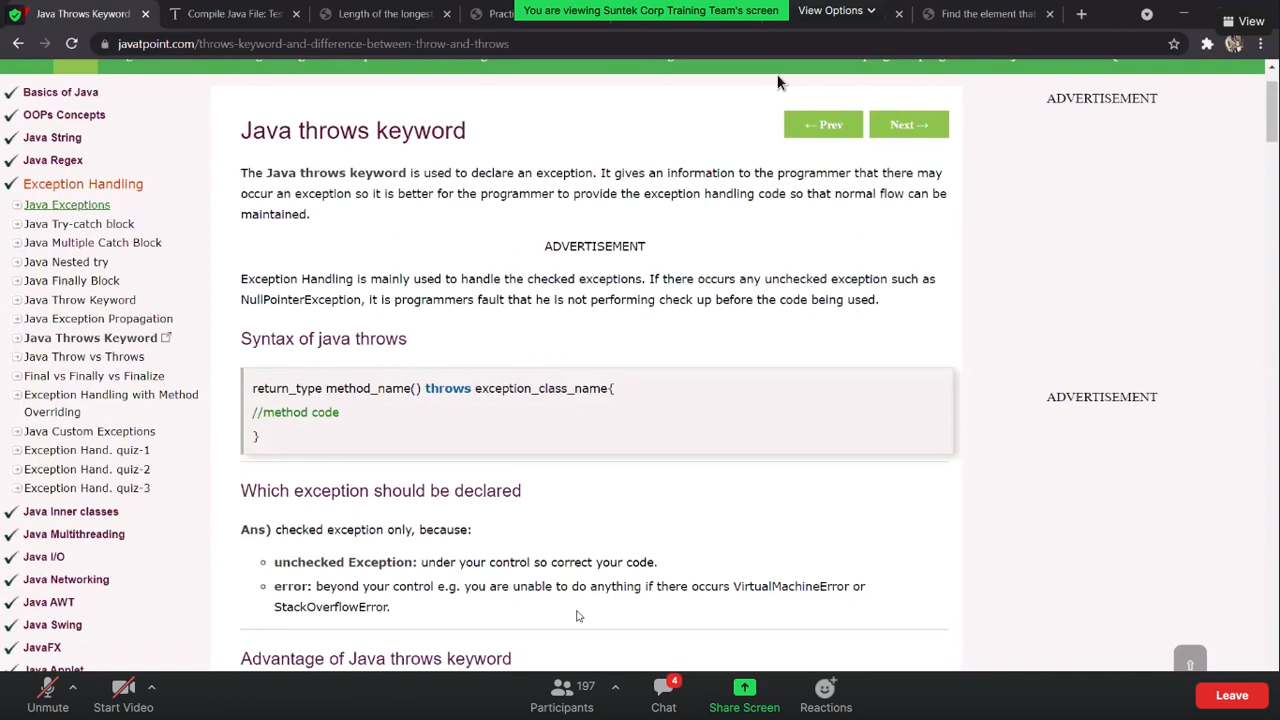 Java Throws Keyword
Compile Java File: Tes
Length of the longes
Practi
You are viewing Suntek Corp Training Team's screen
View Options
Find the element that
View
javatpoint.com/throws-keyword-and-difference-between-throw-and-throws
Basics of Java
OOPs Concepts
Java String
Java Regex
Exception Handling
Java Exceptions
Java Try-catch block
Java Multiple Catch Block
Java Nested try
Java Finally Block
Java Throw Keyword
Java Exception Propagation
Java Throws Keyword
Java Throw vs Throws
Final vs Finally vs Finalize
Exception Handling with Method
Overriding
Java Custom Exceptions
Exception Hand. quiz-1
Exception Hand. quiz-2
Exception Hand. quiz-3
Java Inner classes
Java Multithreading
Java I/O
Java Networking
Java AWT
Java Swing
JavaFX
Java Applet
Java throws keyword
← Prev
Next →
The Java throws keyword is used to declare an exception. It gives an information to the programmer that there may
occur an exception so it is better for the programmer to provide the exception handling code so that normal flow can be
maintained.
ADVERTISEMENT
Exception Handling is mainly used to handle the checked exceptions. If there occurs any unchecked exception such as
NullPointerException, it is programmers fault that he is not performing check up before the code being used.
Syntax of java throws
return_type method_name() throws exception_class_name{
//method code
}
Which exception should be declared
Ans) checked exception only, because:
unchecked Exception: under your control so correct your code.
error: beyond your control e.g. you are unable to do anything if there occurs VirtualMachineError or
StackOverflowError.
Advantage of Java throws keyword
ADVERTISEMENT
ADVERTISEMENT
Unmute
Start Video
197
Participants
4
Chat
Share Screen
Reactions
Leave